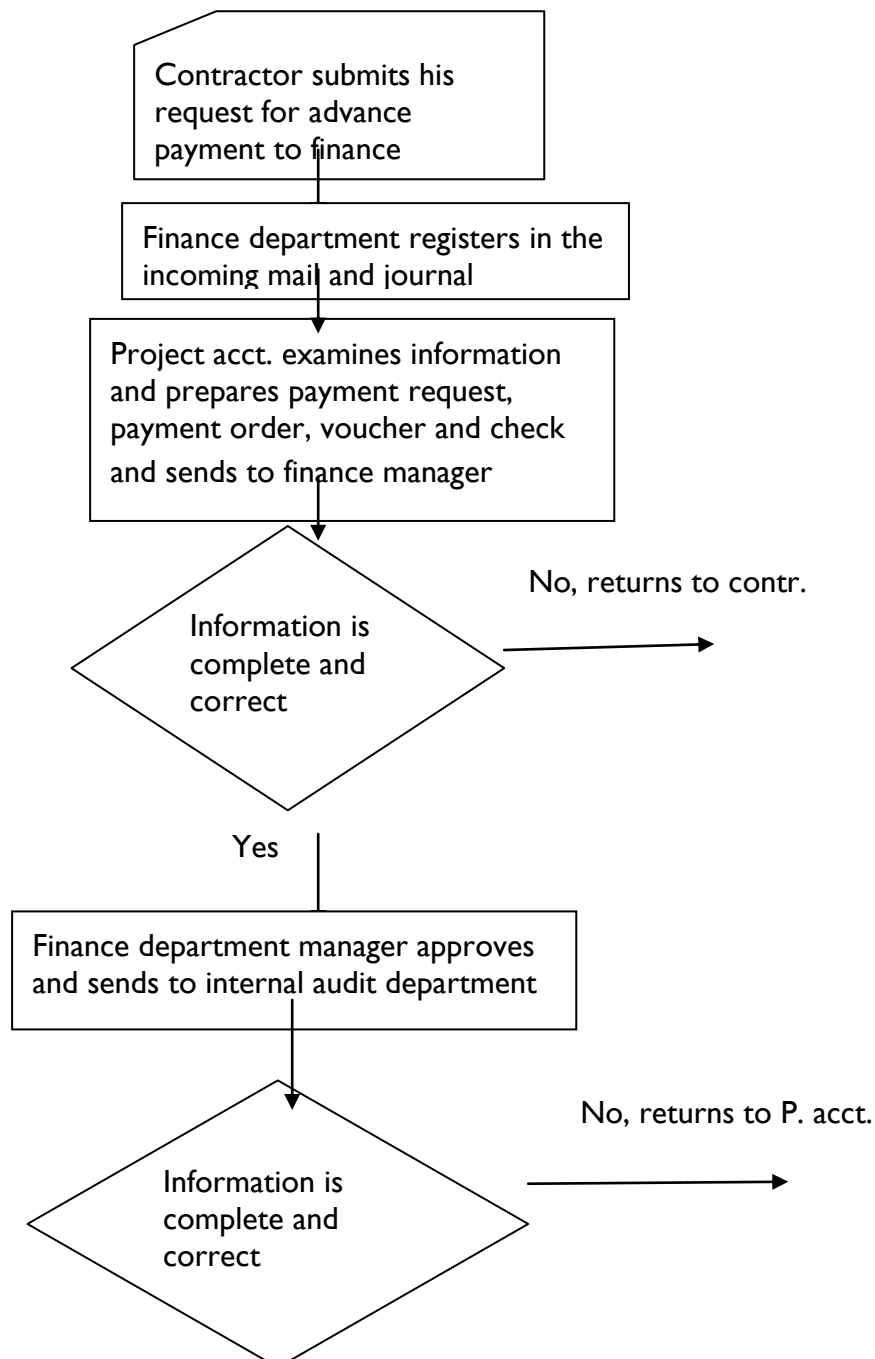 Contractor submits his
request for advance
payment to finance
Finance department registers in the
incoming mail and journal
Project acct. examines information
and prepares payment request,
payment order, voucher and check
and sends to finance manager
Information is
complete and
correct
No, returns to contr.
Yes
Finance department manager approves
and sends to internal audit department
Information is
complete and
correct
No, returns to P. acct.